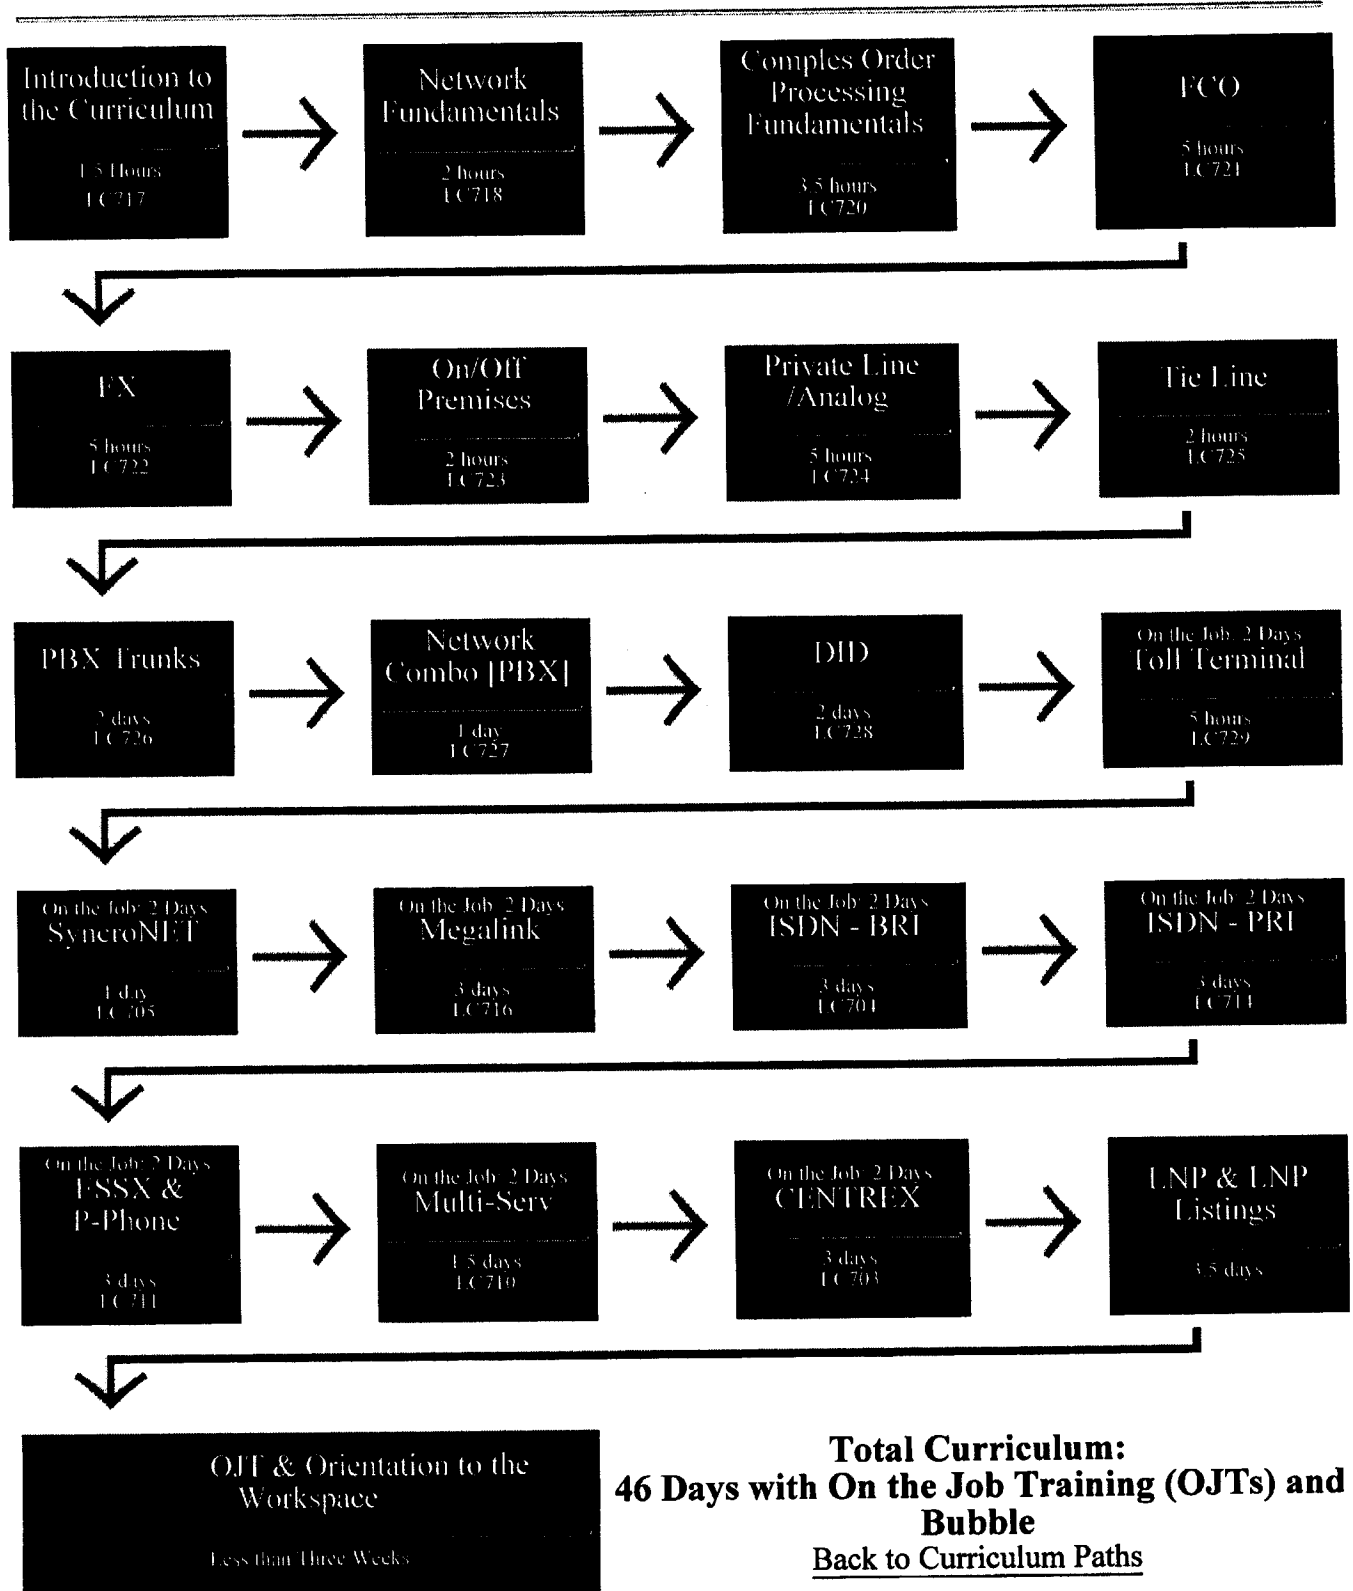 Introduction to
the Curriculum
1.5 Hours
LC717
Network
Fundamentals
2 hours
LC718
Comples Order
Processing
Fundamentals
3.5 hours
LC720
FCO
5 hours
LC721
FX
5 hours
LC722
On/Off
Premises
2 hours
LC723
Private Line
/Analog
5 hours
LC724
Tie Line
2 hours
LC725
PBX Trunks
2 days
LC726
Network
Combo [PBX]
1 day
LC727
DID
2 days
LC728
On the Job: 2 Days
Toll Terminal
5 hours
LC729
On the Job: 2 Days
SyncroNET
1 day
LC705
On the Job: 2 Days
Megalink
3 days
LC716
On the Job: 2 Days
ISDN - BRI
3 days
LC704
On the Job: 2 Days
ISDN - PRI
3 days
LC714
On the Job: 2 Days
ESSX &
P-Phone
3 days
LC711
On the Job: 2 Days
Multi-Serv
1.5 days
LC710
On the Job: 2 Days
CENTREX
3 days
LC703
LNP & LNP
Listings
3.5 days
OJT & Orientation to the
Workspace
Less than Three Weeks
Total Curriculum:
46 Days with On the Job Training (OJTs) and
Bubble
Back to Curriculum Paths